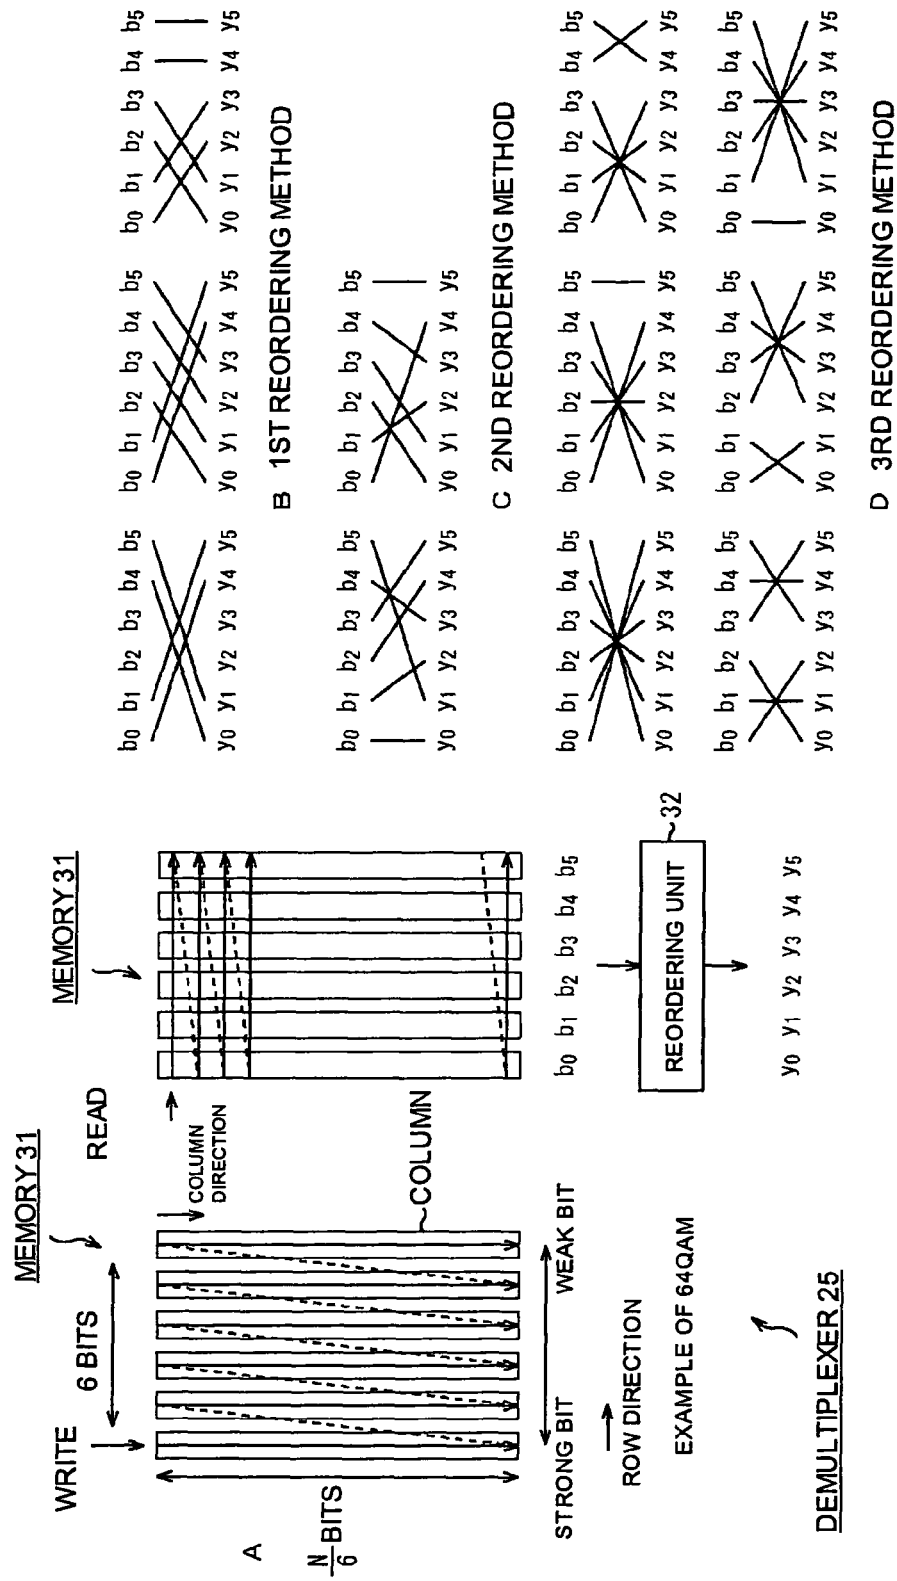 WRITE
MEMORY 31
6 BITS
READ
MEMORY 31
A
N/6 BITS
COLUMN DIRECTION
COLUMN
STRONG BIT
WEAK BIT
ROW DIRECTION
EXAMPLE OF 64QAM
b0 b1 b2 b3 b4 b5
REORDERING UNIT
32
y0 y1 y2 y3 y4 y5
DEMULTIPLEXER 25
b0 b1 b2 b3 b4 b5 b0 b1 b2 b3 b4 b5 b0 b1 b2 b3 b4 b5
y0 y1 y2 y3 y4 y5 y0 y1 y2 y3 y4 y5 y0 y1 y2 y3 y4 y5
B 1ST REORDERING METHOD
b0 b1 b2 b3 b4 b5 b0 b1 b2 b3 b4 b5
y0 y1 y2 y3 y4 y5 y0 y1 y2 y3 y4 y5
C 2ND REORDERING METHOD
b0 b1 b2 b3 b4 b5 b0 b1 b2 b3 b4 b5 b0 b1 b2 b3 b4 b5
y0 y1 y2 y3 y4 y5 y0 y1 y2 y3 y4 y5 y0 y1 y2 y3 y4 y5
b0 b1 b2 b3 b4 b5 b0 b1 b2 b3 b4 b5 b0 b1 b2 b3 b4 b5
y0 y1 y2 y3 y4 y5 y0 y1 y2 y3 y4 y5 y0 y1 y2 y3 y4 y5
D 3RD REORDERING METHOD